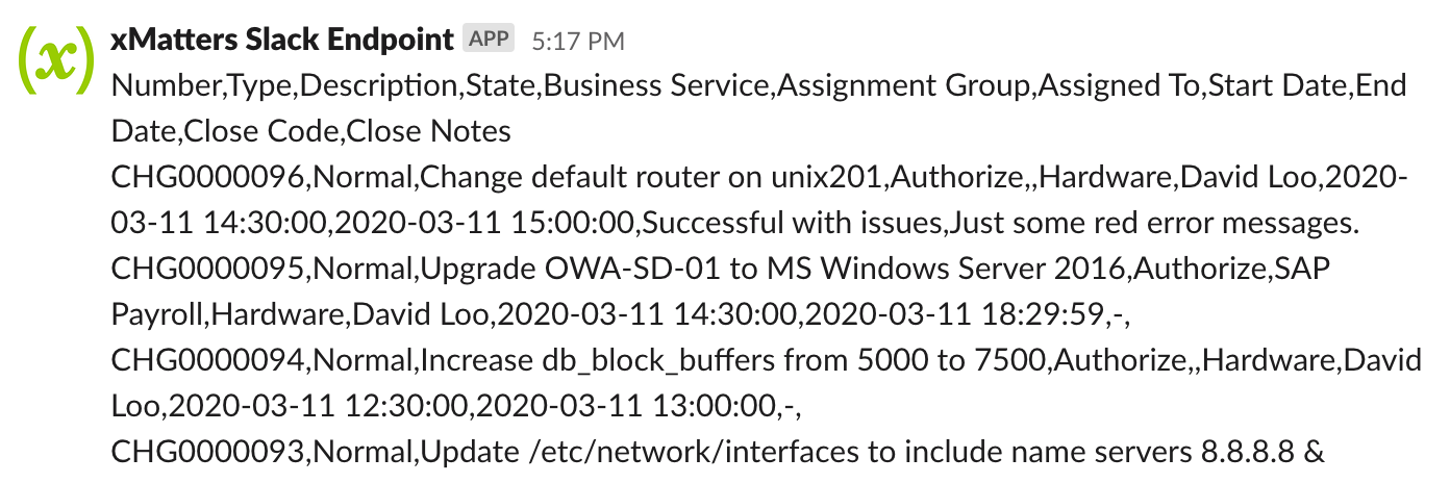 (x) xMatters Slack Endpoint APP 5:17 PM
Number,Type,Description,State,Business Service,Assignment Group,Assigned To,Start Date,End
Date,Close Code,Close Notes
CHG0000096,Normal,Change default router on unix201,Authorize,,Hardware,David Loo,2020-
03-11 14:30:00,2020-03-11 15:00:00,Successful with issues,Just some red error messages.
CHG0000095,Normal,Upgrade OWA-SD-01 to MS Windows Server 2016,Authorize,SAP
Payroll,Hardware,David Loo,2020-03-11 14:30:00,2020-03-11 18:29:59,-,
CHG0000094,Normal,Increase db_block_buffers from 5000 to 7500,Authorize,,Hardware,David
Loo,2020-03-11 12:30:00,2020-03-11 13:00:00,-,
CHG0000093,Normal,Update /etc/network/interfaces to include name servers 8.8.8.8 &